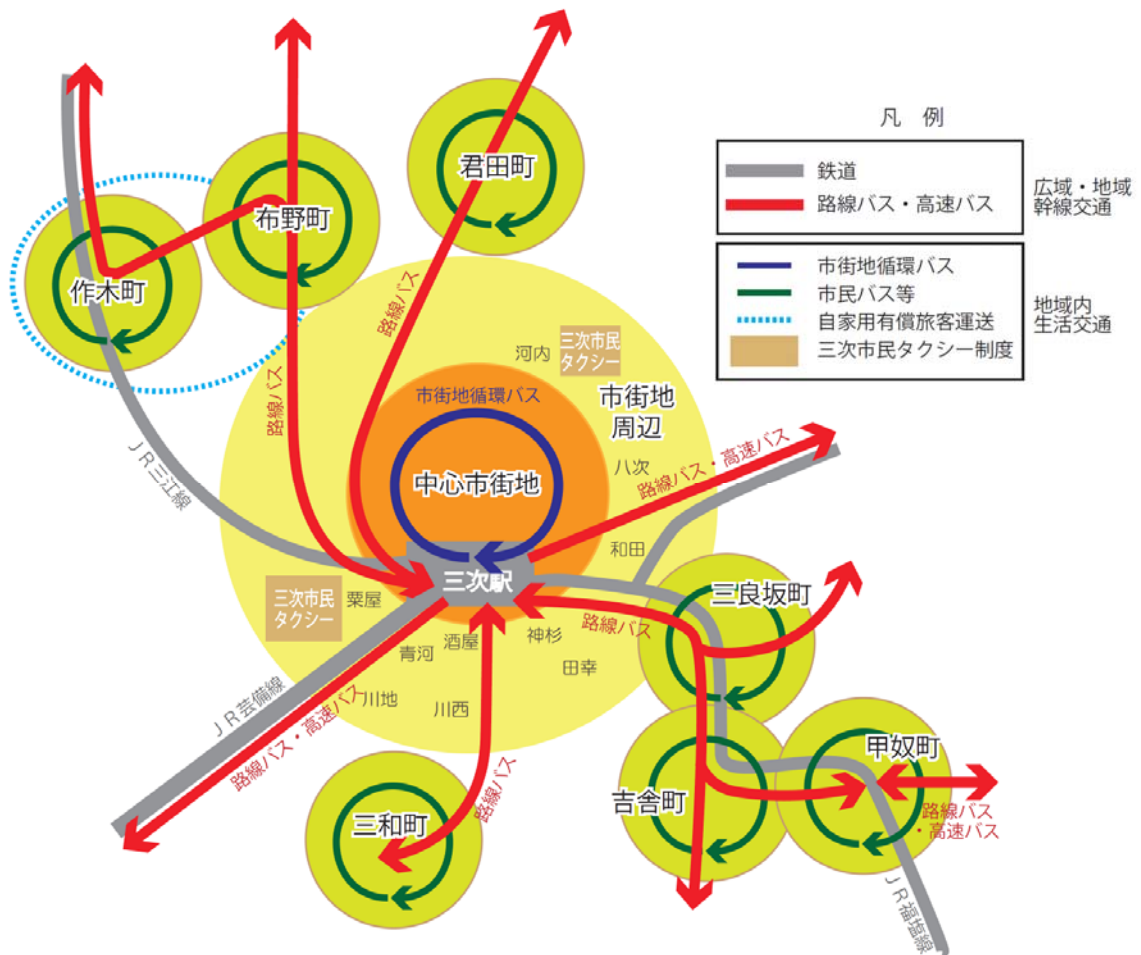 凡 例
鉄道
路線バス・高速バス
広域・地域
幹線交通
市街地循環バス
市民バス等
自家用有償旅客運送
三次市民タクシー制度
地域内
生活交通
君田町
布野町
作木町
路線バス
路線バス
河内
三次市民
タクシー
市街地
周辺
市街地循環バス
中心市街地
八次
路線バス・高速バス
JR三江線
和田
三次駅
三次市民
タクシー
粟屋
青河
酒屋
神杉
田幸
川地
川西
路線バス
三良坂町
JR芸備線
路線バス・高速バス
路線バス
三和町
吉舎町
甲奴町
路線バス
・高速バス
JR福塩線